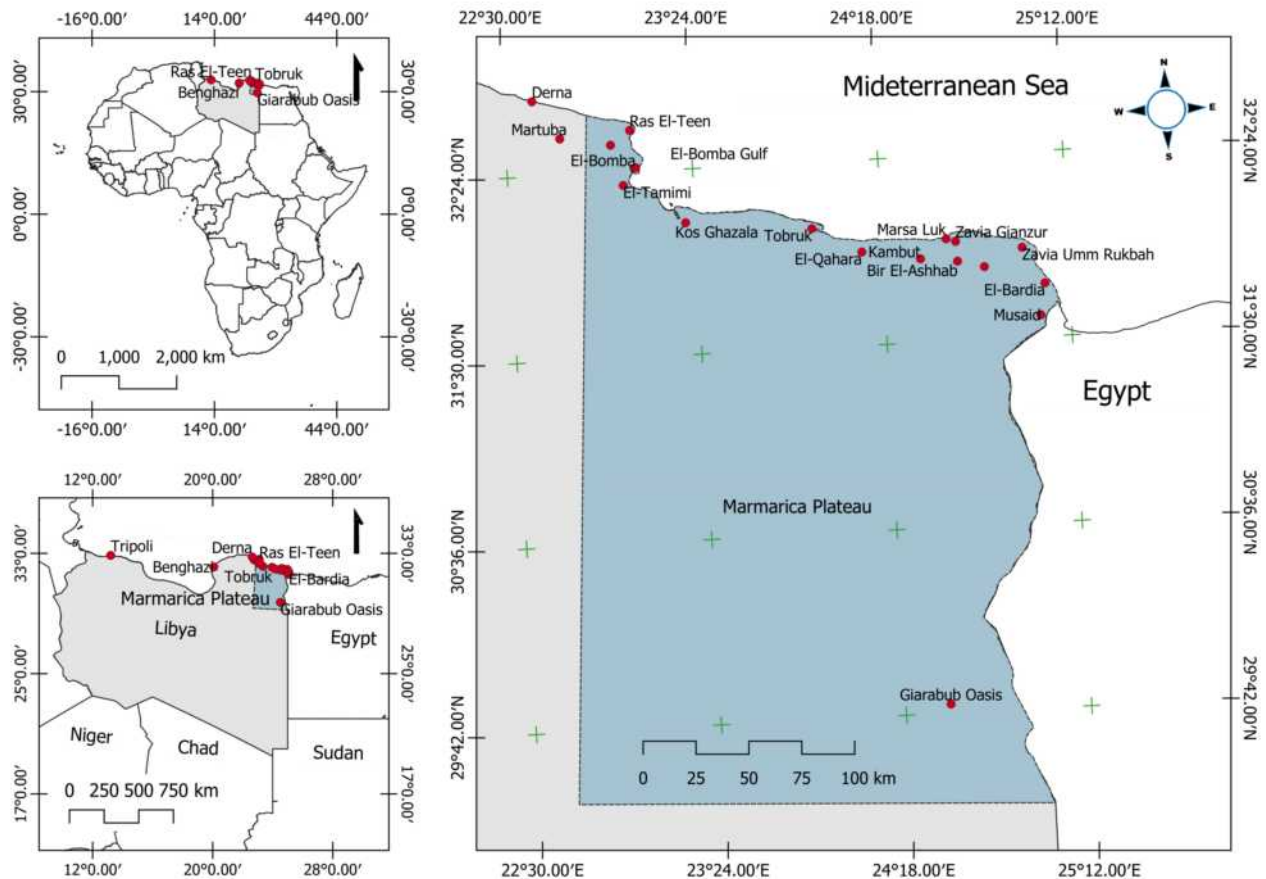 -16°0.00′ 14°0.00′ 44°0.00′
30°0.00′
0°0.00′
-30°0.00′
Ras El-Teen
Tobruk
Benghazi
Giarabub Oasis
30°0.00′
0°0.00′
-30°0.00′
0 1,000 2,000 km
-16°0.00′ 14°0.00′ 44°0.00′
12°0.00′ 20°0.00′ 28°0.00′
33°0.00′
25°0.00′
17°0.00′
Tripoli
Benghazi
Derna
Ras El-Teen
Tobruk
El-Bardia
Marmarica Plateau
Giarabub Oasis
Libya
Egypt
Niger
Chad
Sudan
33°0.00′
25°0.00′
17°0.00′
0 250 500 750 km
12°0.00′ 20°0.00′ 28°0.00′
22°30.00′E 23°24.00′E 24°18.00′E 25°12.00′E
32°24.00′N
31°30.00′N
30°36.00′N
29°42.00′N
Mideterranean Sea
N
W
E
S
Derna
Martuba
Ras El-Teen
El-Bomba
El-Bomba Gulf
El-Tamimi
Kos Ghazala
Tobruk
Marsa Luk
Zavia Gianzur
El-Qahara
Kambut
Zavia Umm Rukbah
Bir El-Ashhab
El-Bardia
Musaid
Egypt
Marmarica Plateau
Giarabub Oasis
0 25 50 75 100 km
32°24.00′N
31°30.00′N
30°36.00′N
29°42.00′N
22°30.00′E 23°24.00′E 24°18.00′E 25°12.00′E